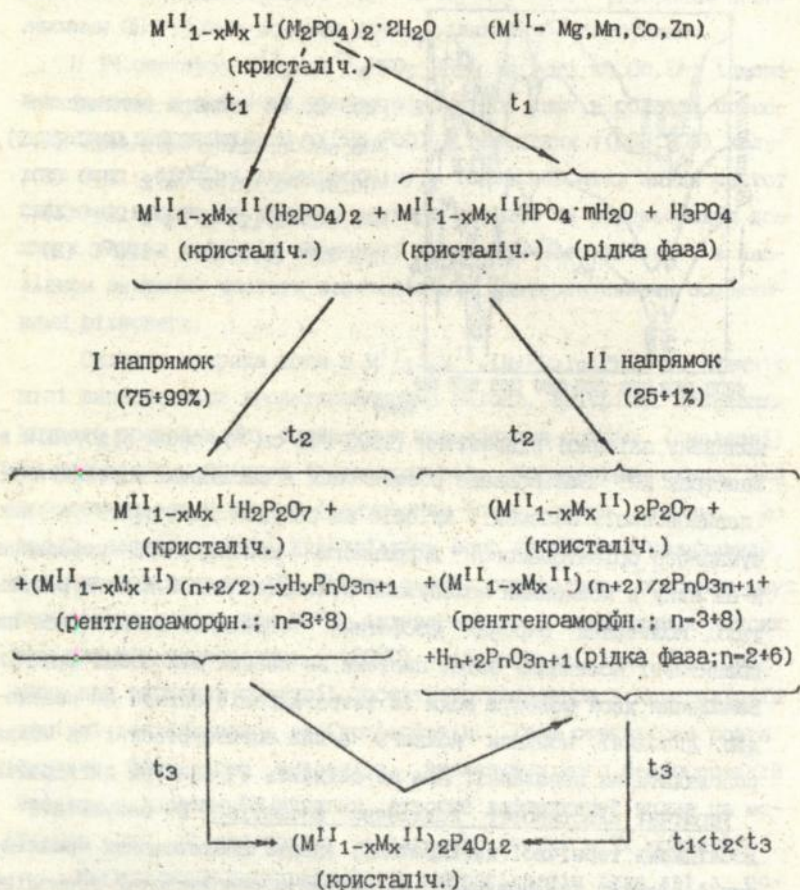 M^II_1-xM_x^II(H2PO4)2·2H2O (M^II- Mg,Mn,Co,Zn)
(кристаліч.)
t1 t1
M^II_1-xM_x^II(H2PO4)2 + M^II_1-xM_x^IIHPO4·mH2O + H3PO4
(кристаліч.) (кристаліч.) (рідка фаза)
I напрямок II напрямок
(75÷99%) (25÷1%)
t2 t2
M^II_1-xM_x^IIH2P2O7 + (M^II_1-xM_x^II)2P2O7 +
(кристаліч.) (кристаліч.)
+(M^II_1-xM_x^II)(n+2/2)-yHyPnO3n+1 +(M^II_1-xM_x^II)(n+2)/2PnO3n+1+
(рентгеноаморфн.; n=3÷8) (рентгеноаморфн.; n=3÷8)
+Hn+2PnO3n+1(рідка фаза;n=2÷6)
t3 t3
(M^II_1-xM_x^II)2P4O12 t1<t2<t3
(кристаліч.)